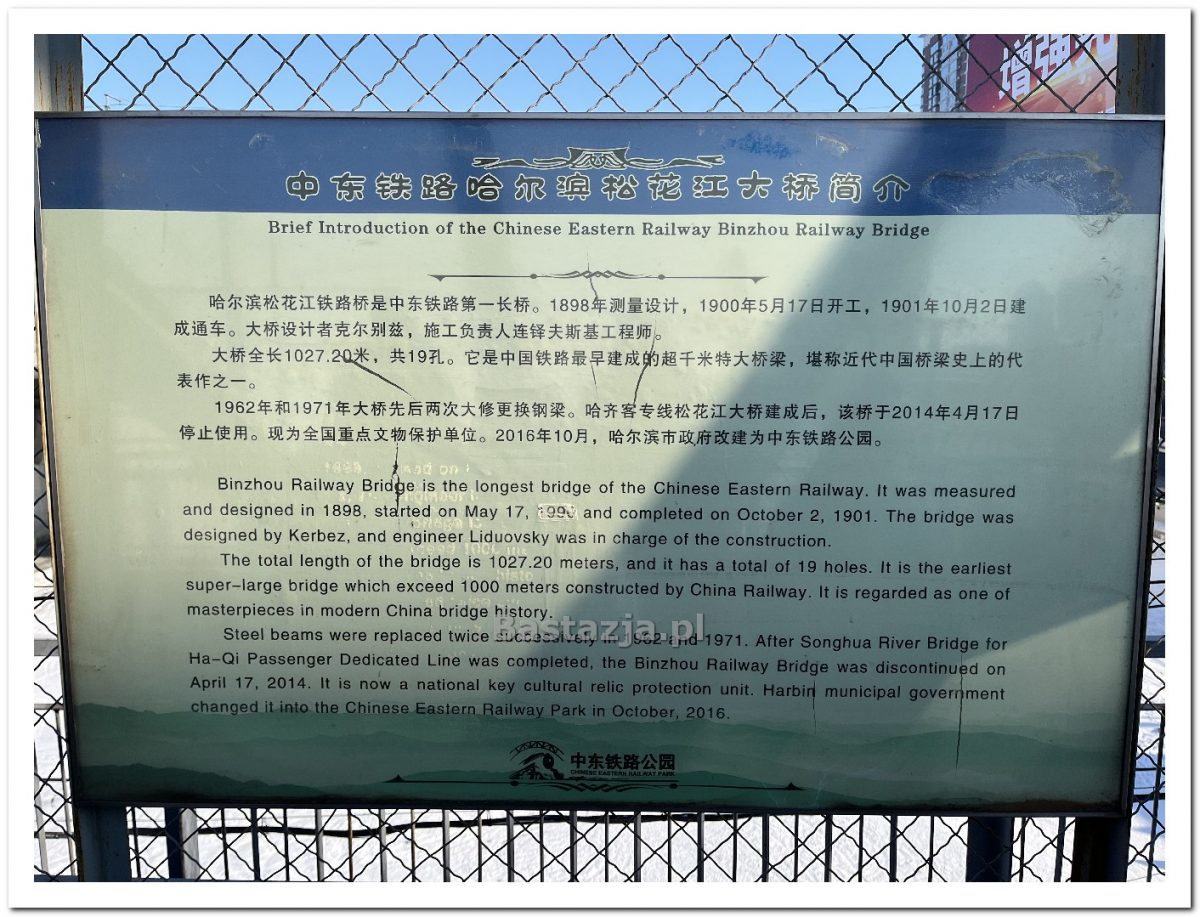 增强
中东铁路哈尔滨松花江大桥简介
Brief Introduction of the Chinese Eastern Railway Binzhou Railway Bridge
哈尔滨松花江铁路桥是中东铁路第一长桥。1898年测量设计，1900年5月17日开工，1901年10月2日建
成通车。大桥设计者克尔别兹，施工负责人连铎夫斯基工程师。
大桥全长1027.20米，共19孔。它是中国铁路最早建成的超千米特大桥梁，堪称近代中国桥梁史上的代
表作之一。
1962年和1971年大桥先后两次大修更换钢梁。哈齐客专线松花江大桥建成后，该桥于2014年4月17日
停止使用。现为全国重点文物保护单位。2016年10月，哈尔滨市政府改建为中东铁路公园。
Binzhou Railway Bridge is the longest bridge of the Chinese Eastern Railway. It was measured
and designed in 1898, started on May 17, and completed on October 2, 1901. The bridge was
designed by Kerbez, and engineer Liduovsky was in charge of the construction.
The total length of the bridge is 1027.20 meters, and it has a total of 19 holes. It is the earliest
super-large bridge which exceed 1000 meters constructed by China Railway. It is regarded as one of
masterpieces in modern China bridge history.
Bastazja.pl
Steel beams were replaced twice successively in 1962 and 1971. After Songhua River Bridge for
Ha-Qi Passenger Dedicated Line was completed, the Binzhou Railway Bridge was discontinued on
April 17, 2014. It is now a national key cultural relic protection unit. Harbin municipal government
changed it into the Chinese Eastern Railway Park in October, 2016.
中东铁路公园
CHINESE EASTERN RAILWAY PARK